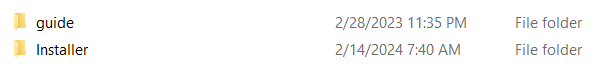 guide 2/28/2023 11:35 PM File folder
Installer 2/14/2024 7:40 AM File folder